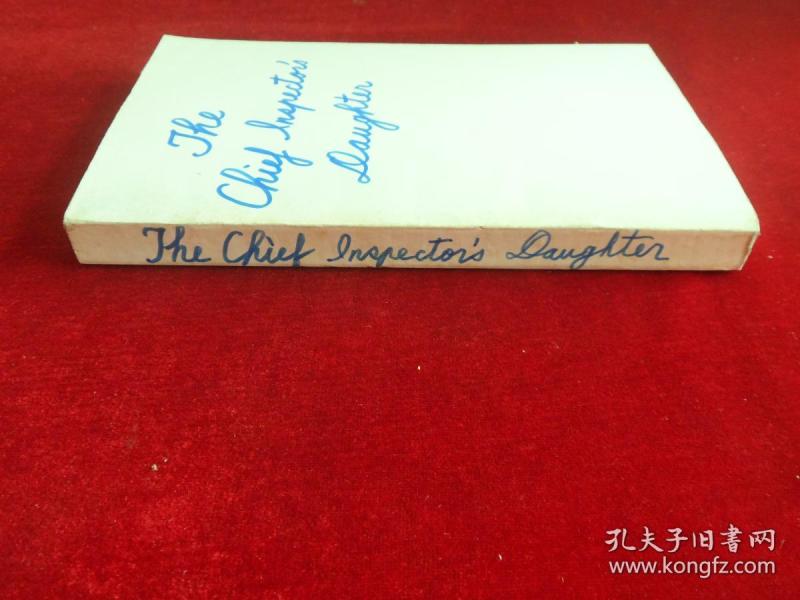 The
Chief Inspector's
Daughter
The Chief Inspector's Daughter
孔夫子旧书网
www.kongfz.com